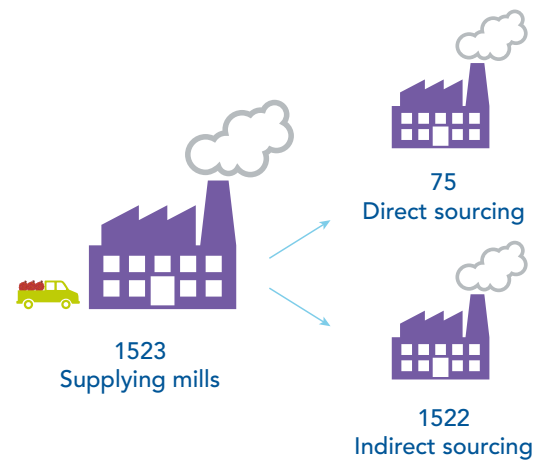 75
Direct sourcing
1523
Supplying mills
1522
Indirect sourcing